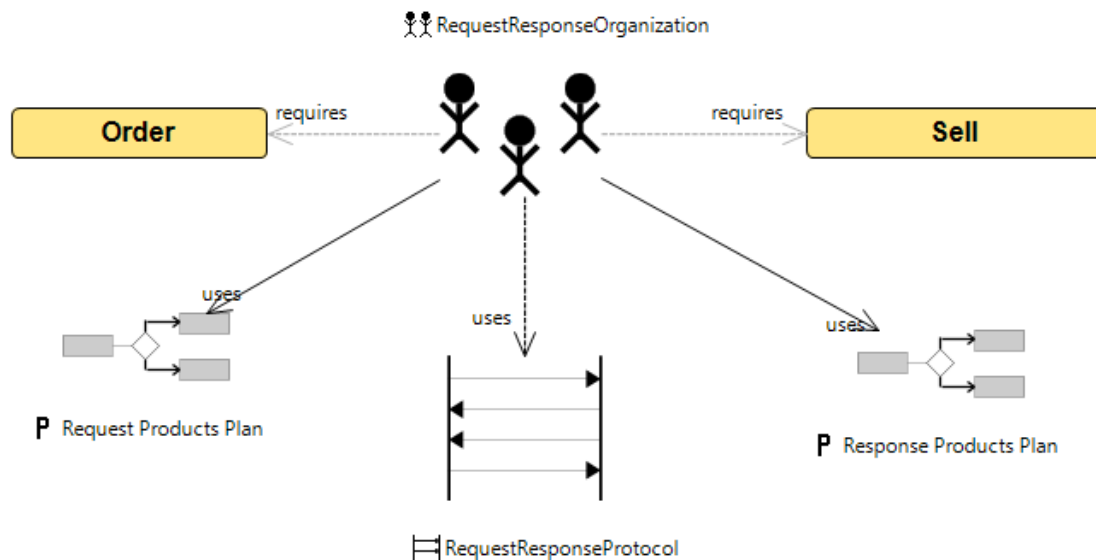 RequestResponseOrganization
requires
requires
Order
Sell
uses
uses
uses
P Request Products Plan
P Response Products Plan
RequestResponseProtocol